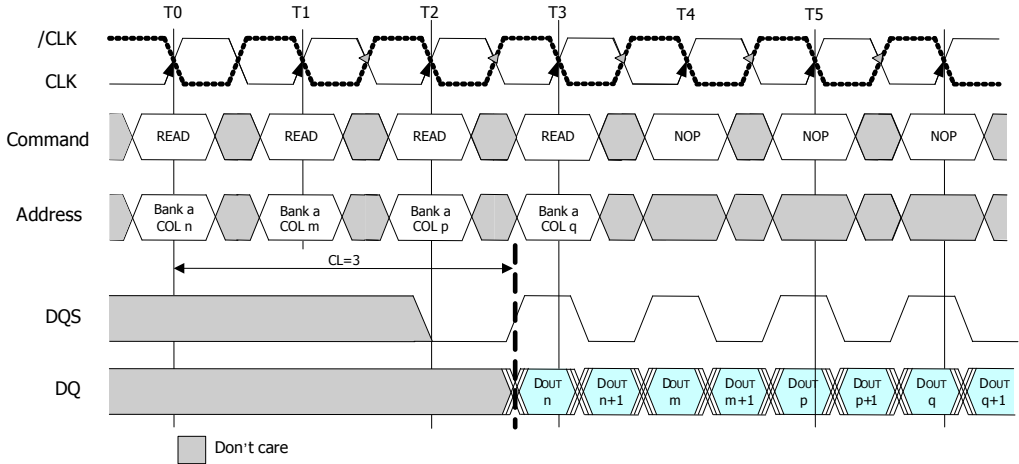 T0 T1 T2 T3 T4 T5
/CLK
CLK
Command READ READ READ READ NOP NOP NOP
Address Bank a COL n Bank a COL m Bank a COL p Bank a COL q
CL=3
DQS
DQ DOUT n DOUT n+1 DOUT m DOUT m+1 DOUT p DOUT p+1 DOUT q DOUT q+1
Don't care